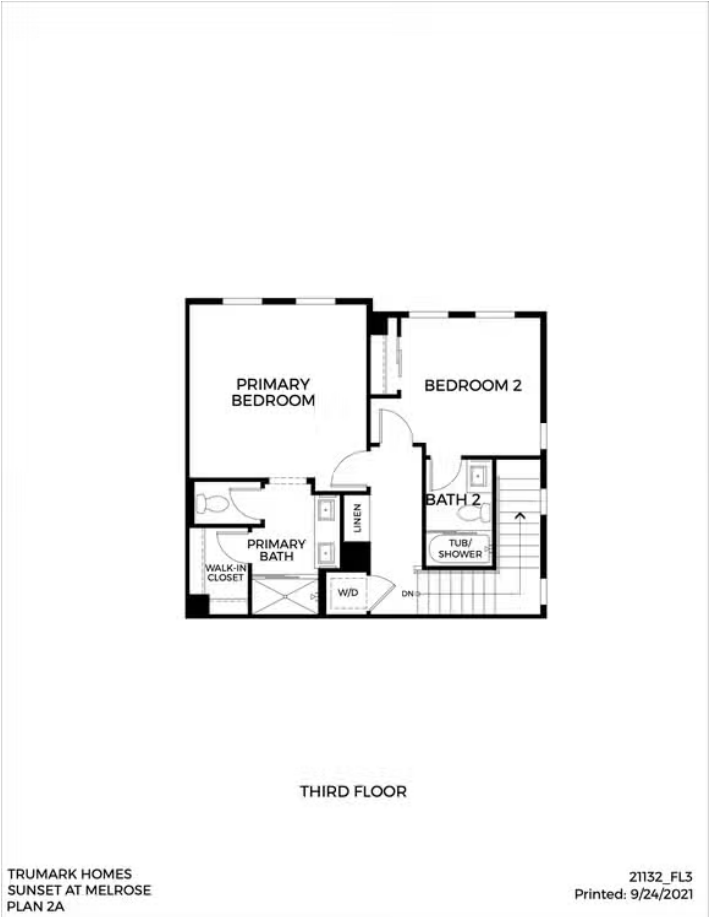 PRIMARY
BEDROOM
BEDROOM 2
BATH 2
LINEN
PRIMARY
BATH
TUB/
SHOWER
WALK-IN
CLOSET
W/D
DN
THIRD FLOOR
TRUMARK HOMES
SUNSET AT MELROSE
PLAN 2A
21132_FL3
Printed: 9/24/2021